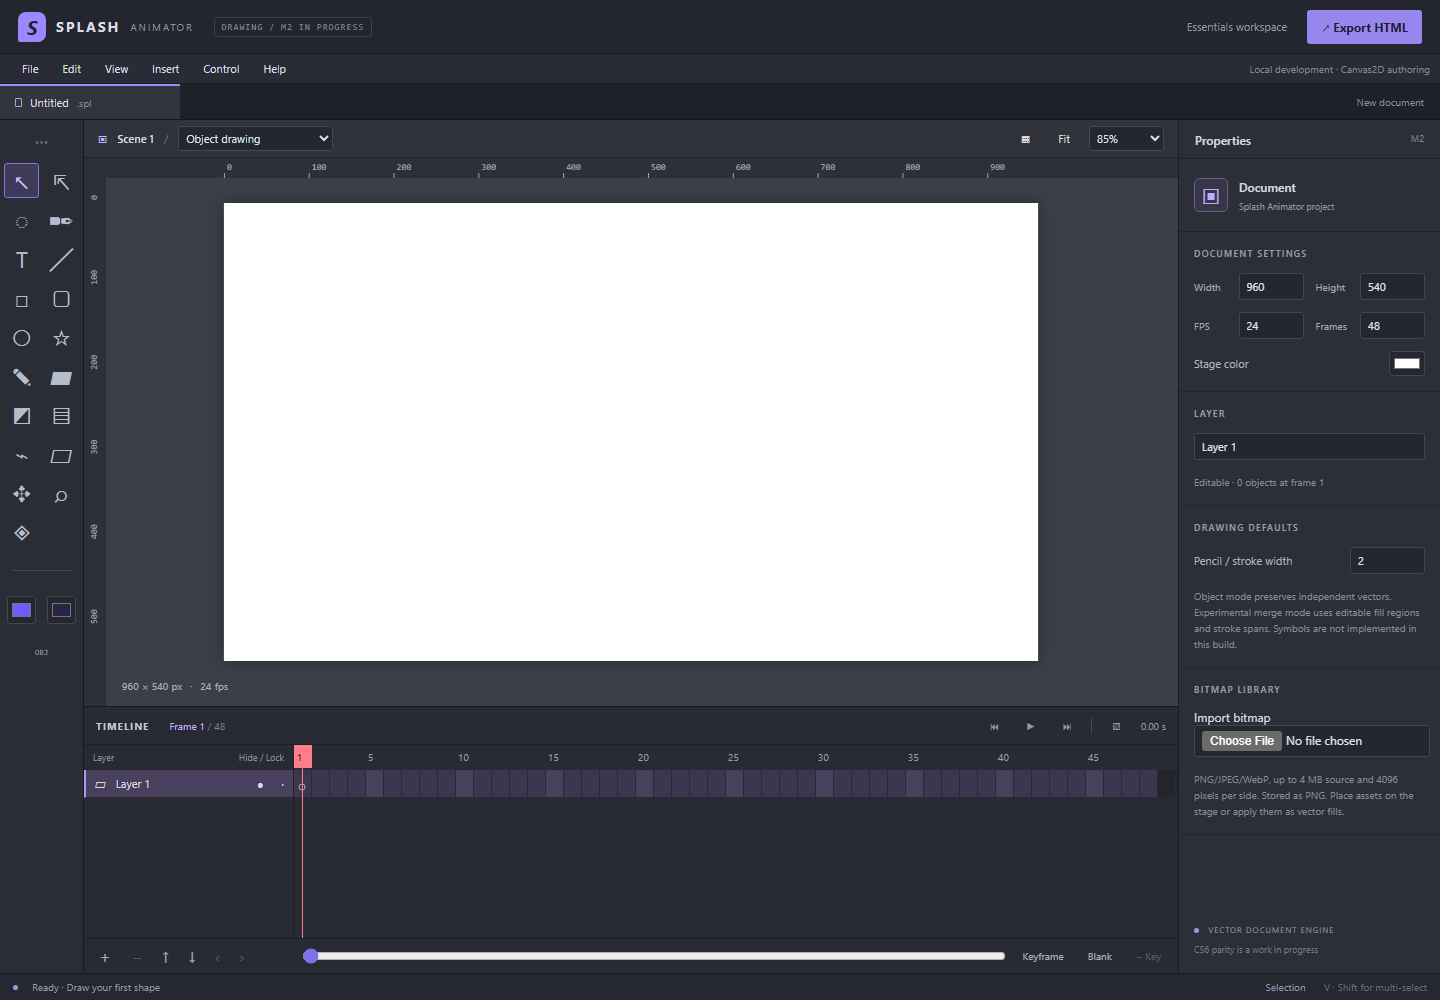 S SPLASH ANIMATOR DRAWING / M2 IN PROGRESS Essentials workspace ↗ Export HTML
File Edit View Insert Control Help Local development · Canvas2D authoring
Untitled .spl New document
Scene 1 / Object drawing Fit 85%
Properties M2
0 100 200 300 400 500 600 700 800 900
0
100
200
300
400
500
T
OBJ
960 × 540 px · 24 fps
Document
Splash Animator project
DOCUMENT SETTINGS
Width 960 Height 540
FPS 24 Frames 48
Stage color
LAYER
Layer 1
Editable · 0 objects at frame 1
DRAWING DEFAULTS
Pencil / stroke width 2
Object mode preserves independent vectors.
Experimental merge mode uses editable fill regions
and stroke spans. Symbols are not implemented in
this build.
BITMAP LIBRARY
Import bitmap
Choose File No file chosen
PNG/JPEG/WebP, up to 4 MB source and 4096
pixels per side. Stored as PNG. Place assets on the
stage or apply them as vector fills.
VECTOR DOCUMENT ENGINE
CS6 parity is a work in progress
TIMELINE Frame 1 / 48 0.00 s
Layer Hide / Lock 1 5 10 15 20 25 30 35 40 45
Layer 1
+ − ↑ ↓ ‹ › Keyframe Blank − Key
Ready · Draw your first shape Selection V · Shift for multi-select